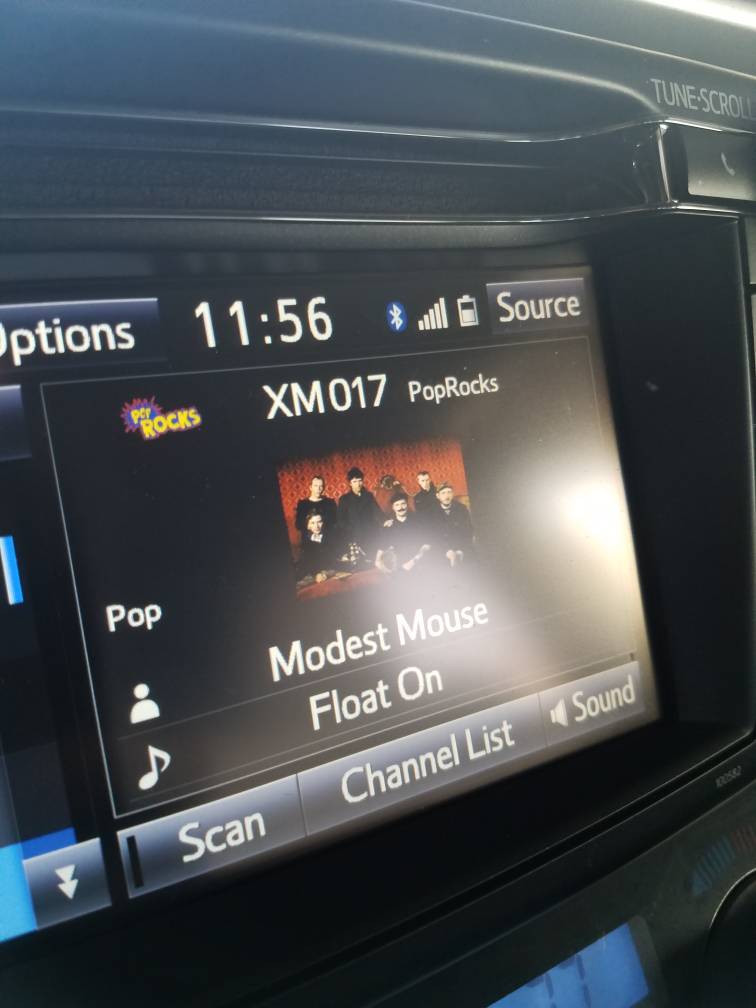 TUNE·SCROLL
Options 11:56 Source
POP ROCKS XM017 PopRocks
Pop
Modest Mouse
Float On
Scan Channel List Sound
100582